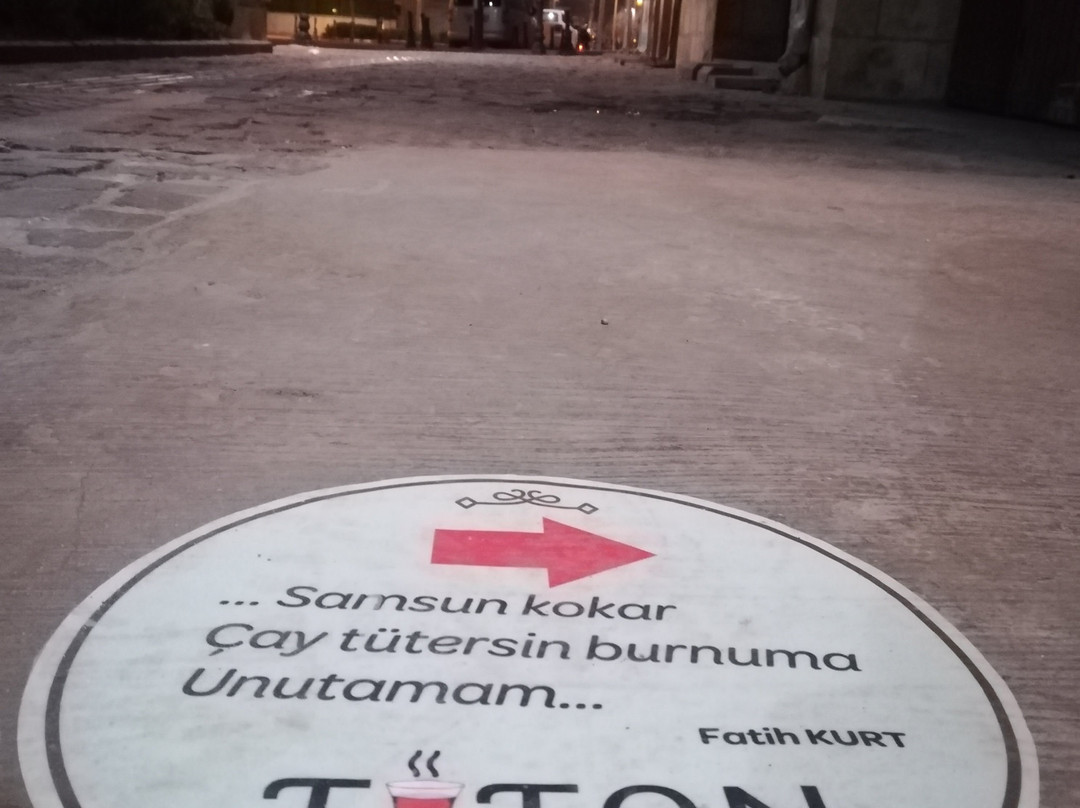 ... Samsun kokar
Çay tütersin burnuma
Unutamam...
Fatih KURT